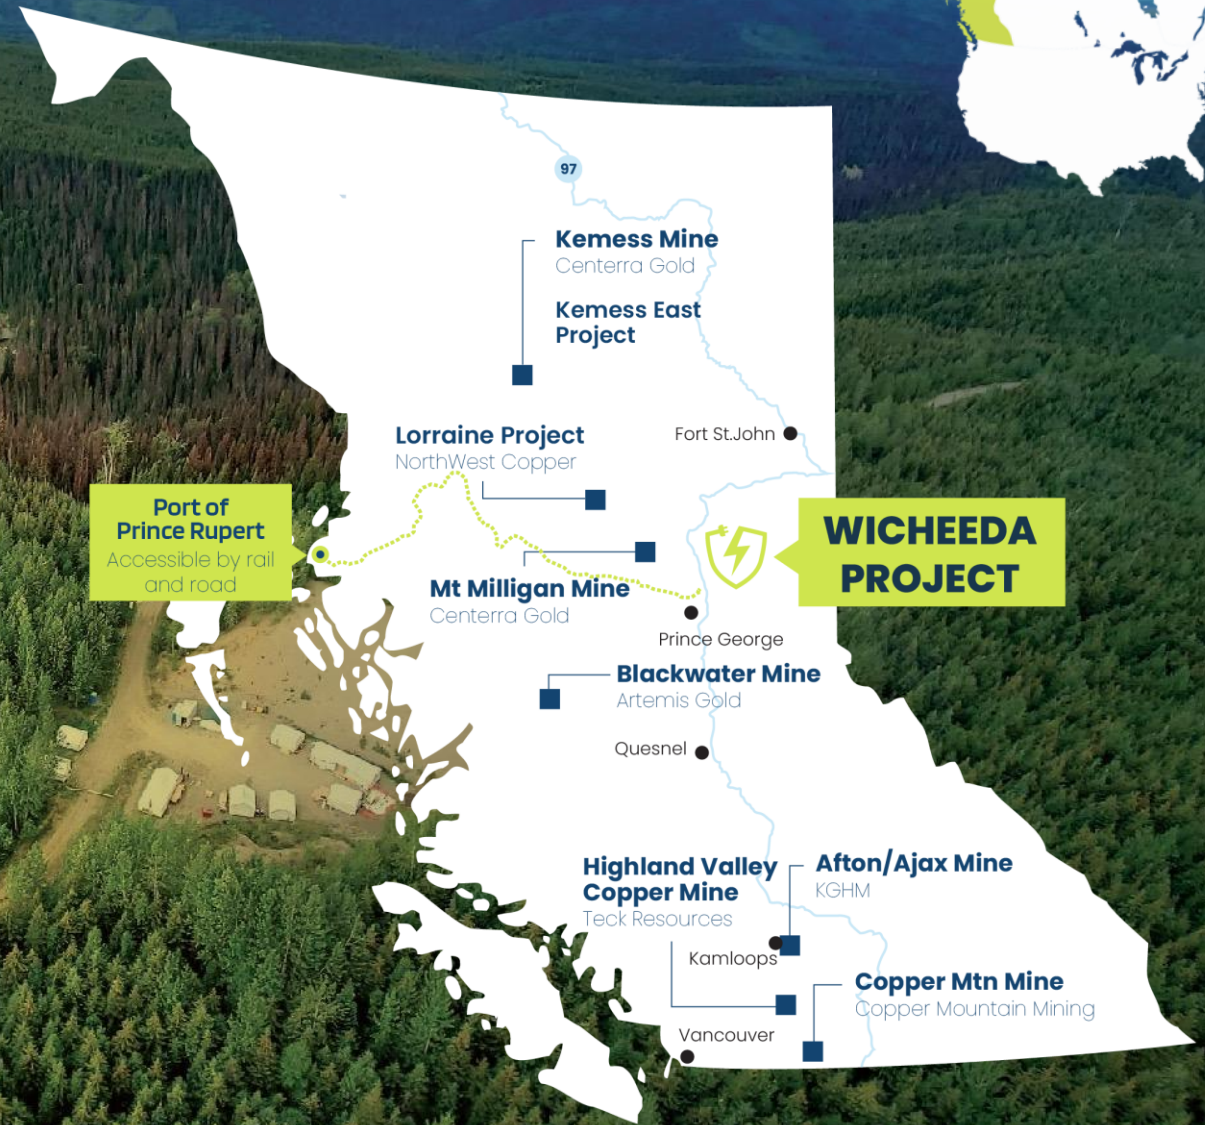 97
Kemess Mine
Centerra Gold
Kemess East
Project
Lorraine Project
NorthWest Copper
Fort St.John
Port of
Prince Rupert
Accessible by rail
and road
WICHEEDA
PROJECT
Mt Milligan Mine
Centerra Gold
Prince George
Blackwater Mine
Artemis Gold
Quesnel
Highland Valley
Copper Mine
Teck Resources
Afton/Ajax Mine
KGHM
Kamloops
Copper Mtn Mine
Copper Mountain Mining
Vancouver